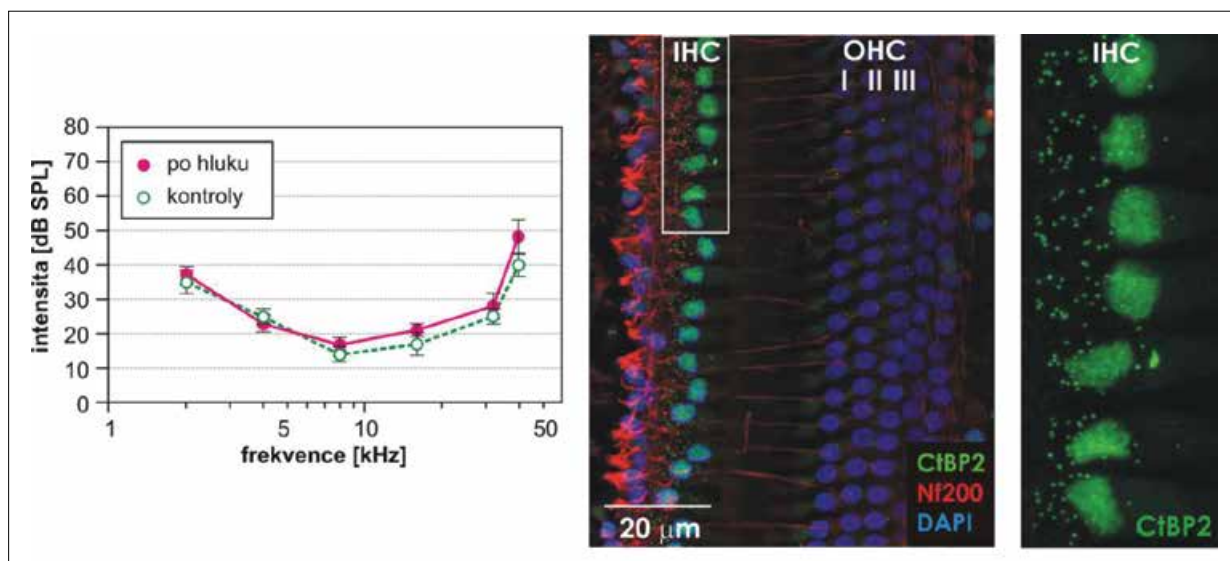 80
70
60
50
40
30
20
10
0
intensita [dB SPL]
po hluku
kontroly
1
5
10
50
frekvence [kHz]
IHC
OHC
I II III
CtBP2
Nf200
DAPI
20 μm
IHC
CtBP2